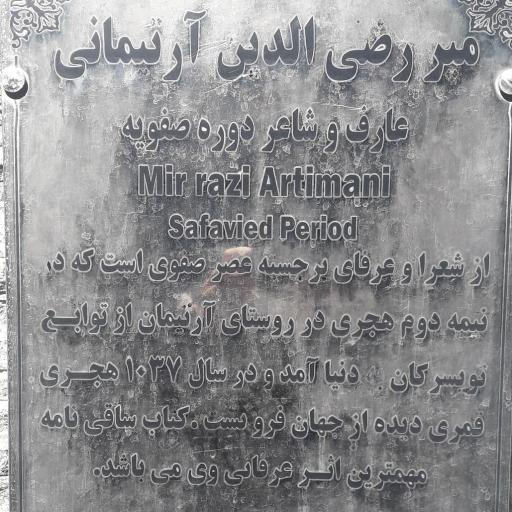 میر رضی الدین آرتیمانی
عارف و شاعر دوره صفویه
Mir razi Artimani
Safavied Period
از شعرا و عرفای برجسته عصر صفوی است که در
نیمه دوم هجری در روستای آرتیمان از توابع
تویسرکان به دنیا آمد و در سال ۱۰۳۷ هجری
قمری دیده از جهان فرو بست .کتاب ساقی نامه
مهمترین اثر عرفانی وی می باشد.